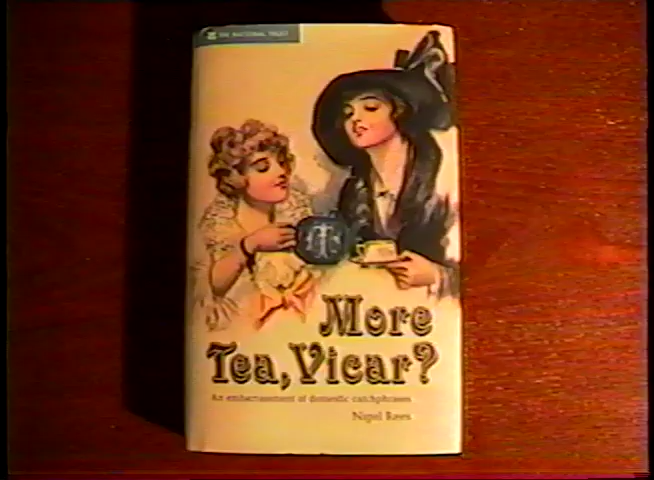 THE NATIONAL TRUST
More
Tea, Vicar?
An embarrassment of domestic catchphrases
Nigel Rees